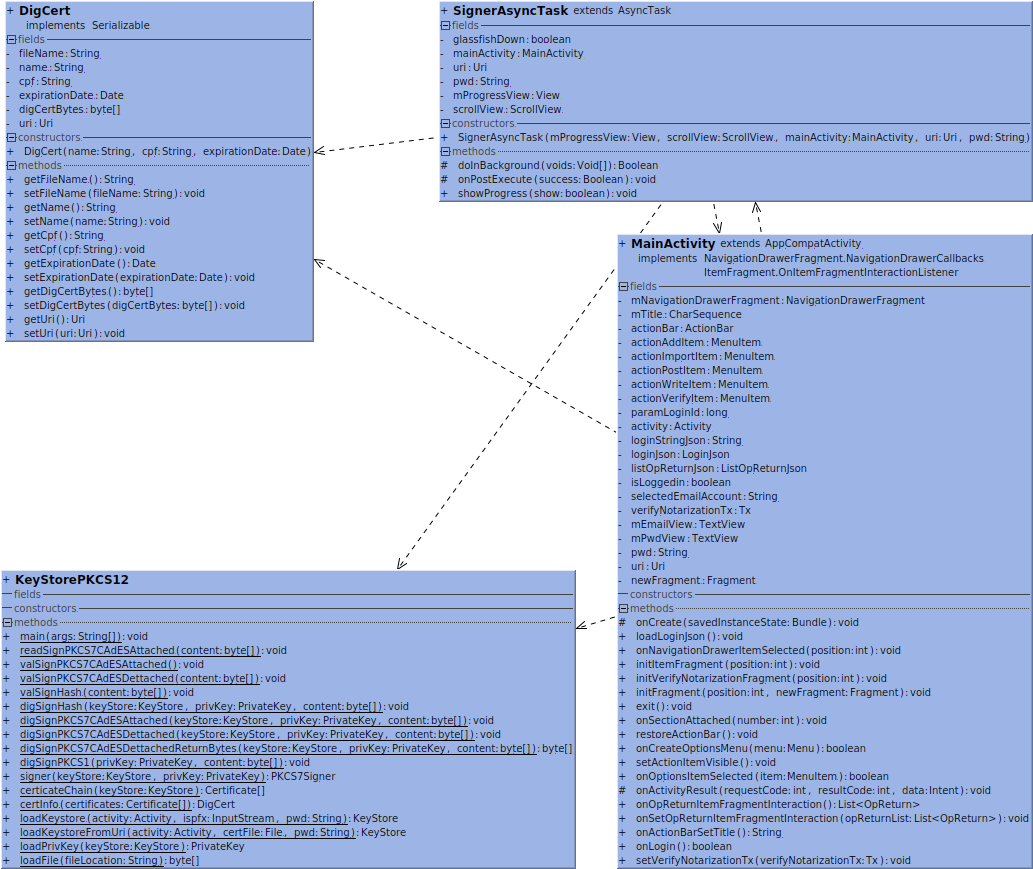 + DigCert
implements Serializable
fields
- fileName:String
- name:String
- cpf:String
- expirationDate:Date
- digCertBytes:byte[]
- uri:Uri
constructors
+ DigCert(name:String, cpf:String, expirationDate:Date)
methods
+ getFileName():String
+ setFileName(fileName:String):void
+ getName():String
+ setName(name:String):void
+ getCpf():String
+ setCpf(cpf:String):void
+ getExpirationDate():Date
+ setExpirationDate(expirationDate:Date):void
+ getDigCertBytes():byte[]
+ setDigCertBytes(digCertBytes:byte[]):void
+ getUri():Uri
+ setUri(uri:Uri):void
+ SignerAsyncTask extends AsyncTask
fields
- glassfishDown:boolean
- mainActivity:MainActivity
- uri:Uri
- pwd:String
- mProgressView:View
- scrollView:ScrollView
constructors
+ SignerAsyncTask(mProgressView:View, scrollView:ScrollView, mainActivity:MainActivity, uri:Uri, pwd:String)
methods
# doInBackground(voids:Void[]):Boolean
# onPostExecute(success:Boolean):void
+ showProgress(show:boolean):void
+ MainActivity extends AppCompatActivity
implements NavigationDrawerFragment.NavigationDrawerCallbacks
ItemFragment.OnItemFragmentInteractionListener
fields
- mNavigationDrawerFragment:NavigationDrawerFragment
- mTitle:CharSequence
- actionBar:ActionBar
- actionAddItem:MenuItem
- actionImportItem:MenuItem
- actionPostItem:MenuItem
- actionWriteItem:MenuItem
- actionVerifyItem:MenuItem
- paramLoginId:long
- activity:Activity
- loginStringJson:String
- loginJson:LoginJson
- listOpReturnJson:ListOpReturnJson
- isLoggedin:boolean
- selectedEmailAccount:String
- verifyNotarizationTx:Tx
- mEmailView:TextView
- mPwdView:TextView
- pwd:String
- uri:Uri
- newFragment:Fragment
constructors
methods
# onCreate(savedInstanceState:Bundle):void
+ loadLoginJson():void
+ onNavigationDrawerItemSelected(position:int):void
+ initItemFragment(position:int):void
+ initVerifyNotarizationFragment(position:int):void
+ initFragment(position:int, newFragment:Fragment):void
+ exit():void
+ onSectionAttached(number:int):void
+ restoreActionBar():void
+ onCreateOptionsMenu(menu:Menu):boolean
+ setActionItemVisible():void
+ onOptionsItemSelected(item:MenuItem):boolean
# onActivityResult(requestCode:int, resultCode:int, data:Intent):void
+ onOpReturnItemFragmentInteraction():List<OpReturn>
+ onSetOpReturnItemFragmentInteraction(opReturnList:List<OpReturn>):void
+ onActionBarSetTitle():String
+ onLogin():boolean
+ setVerifyNotarizationTx(verifyNotarizationTx:Tx):void
+ KeyStorePKCS12
fields
constructors
methods
+ main(args:String[]):void
+ readSignPKCS7CAdESAttached(content:byte[]):void
+ valSignPKCS7CAdESAttached():void
+ valSignPKCS7CAdESDettached(content:byte[]):void
+ valSignHash(content:byte[]):void
+ digSignHash(keyStore:KeyStore, privKey:PrivateKey, content:byte[]):void
+ digSignPKCS7CAdESAttached(keyStore:KeyStore, privKey:PrivateKey, content:byte[]):void
+ digSignPKCS7CAdESDettached(keyStore:KeyStore, privKey:PrivateKey, content:byte[]):void
+ digSignPKCS7CAdESDettachedReturnBytes(keyStore:KeyStore, privKey:PrivateKey, content:byte[]):byte[]
+ digSignPKCS1(privKey:PrivateKey, content:byte[]):void
+ signer(keyStore:KeyStore, privKey:PrivateKey):PKCS7Signer
+ certicateChain(keyStore:KeyStore):Certificate[]
+ certInfo(certificates:Certificate[]):DigCert
+ loadKeystore(activity:Activity, ispfx:InputStream, pwd:String):KeyStore
+ loadKeystoreFromUri(activity:Activity, certFile:File, pwd:String):KeyStore
+ loadPrivKey(keyStore:KeyStore):PrivateKey
+ loadFile(fileLocation:String):byte[]